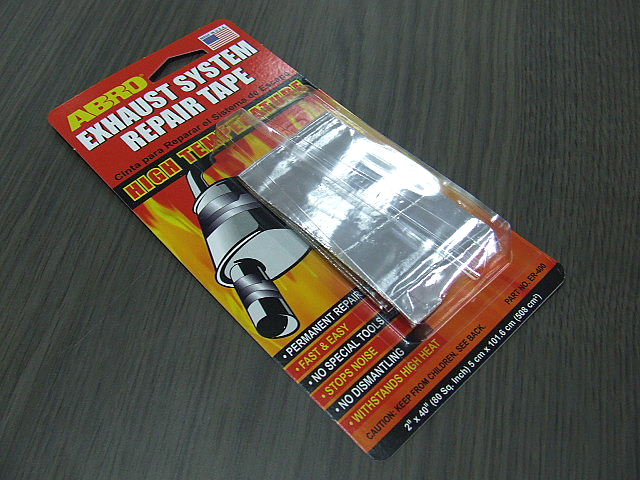 ABRO
EXHAUST SYSTEM
REPAIR TAPE
Cinta para Reparar el Sistema de Escape
HIGH TEMPERATURE
• PERMANENT REPAIR
• FAST & EASY
• NO SPECIAL TOOLS
• STOPS NOISE
• NO DISMANTLING
• WITHSTANDS HIGH HEAT
PART NO. ER-400
CAUTION: KEEP FROM CHILDREN. SEE BACK.
2" x 40" (80 Sq. Inch) 5 cm x 101.6 cm (508 cm²)